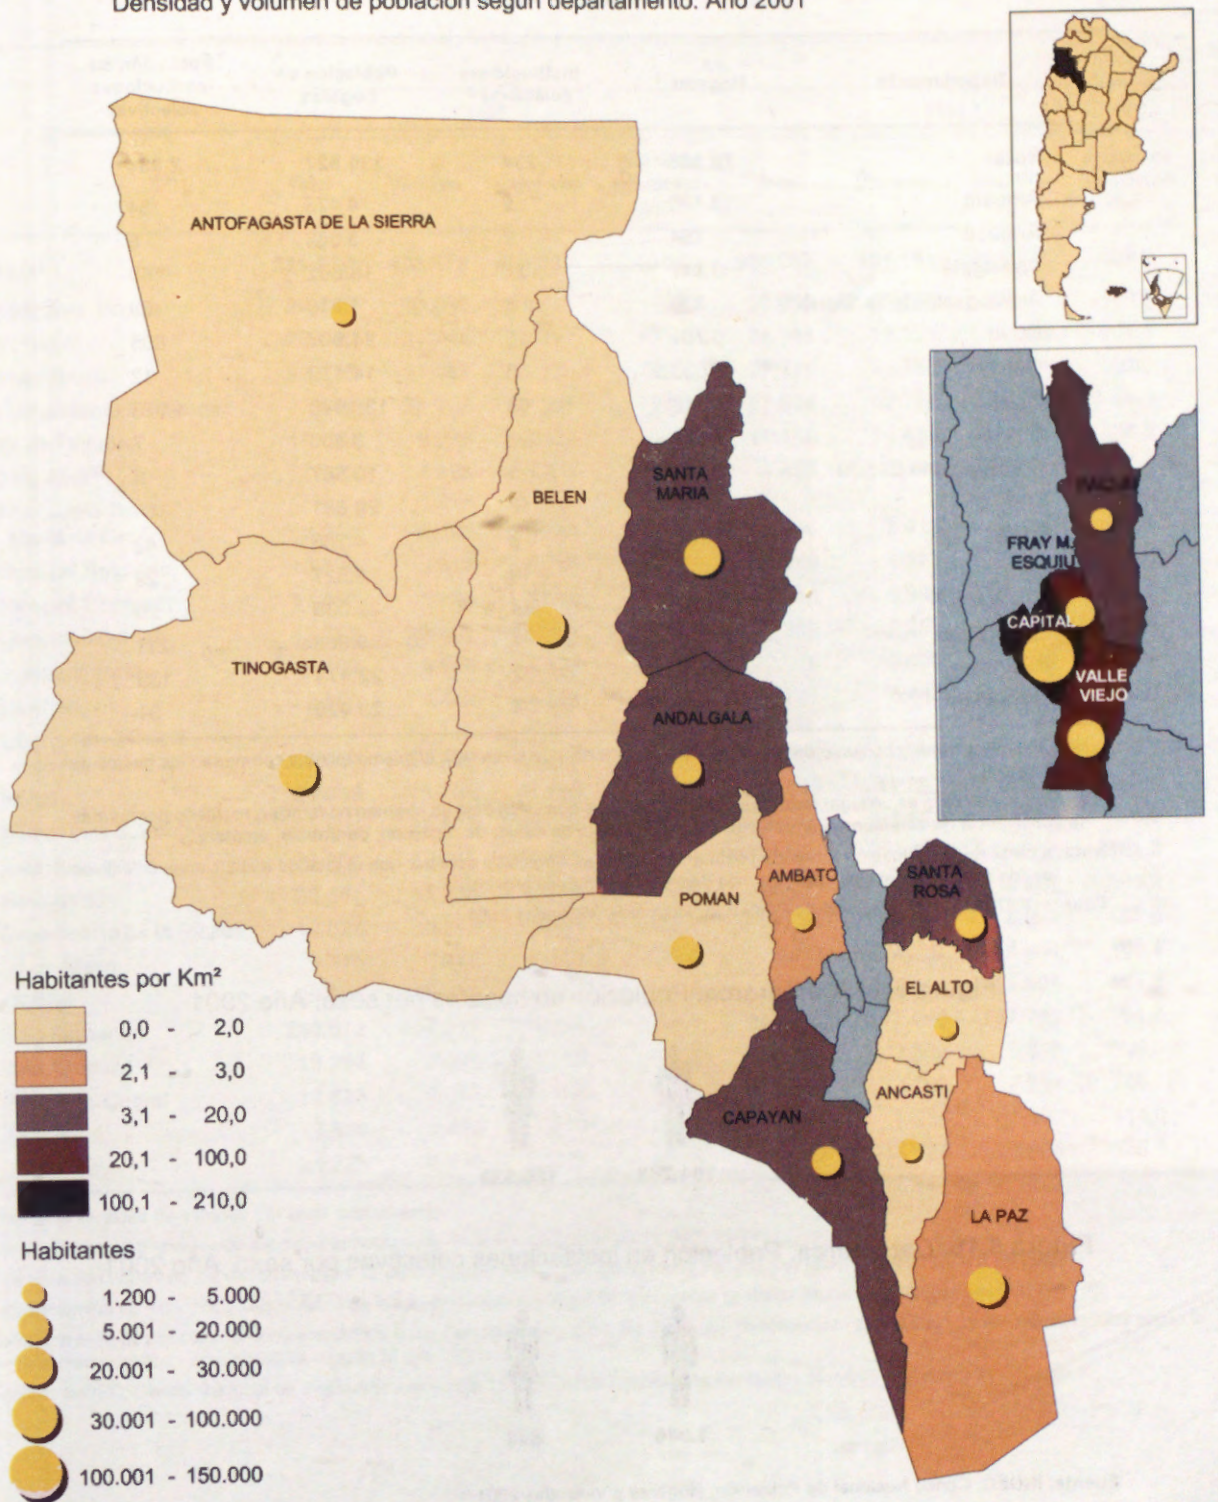 Densidad y volumen de población según departamento. Año 2001
ANTOFAGASTA DE LA SIERRA
BELEN
SANTA
MARIA
FRAY M.
ESQUIU
CAPITAL
VALLE
VIEJO
TINOGASTA
ANDALGALA
AMBATO
SANTA
ROSA
POMAN
EL ALTO
ANCASTI
CAPAYAN
LA PAZ
Habitantes por Km²
0,0 - 2,0
2,1 - 3,0
3,1 - 20,0
20,1 - 100,0
100,1 - 210,0
Habitantes
1.200 - 5.000
5.001 - 20.000
20.001 - 30.000
30.001 - 100.000
100.001 - 150.000